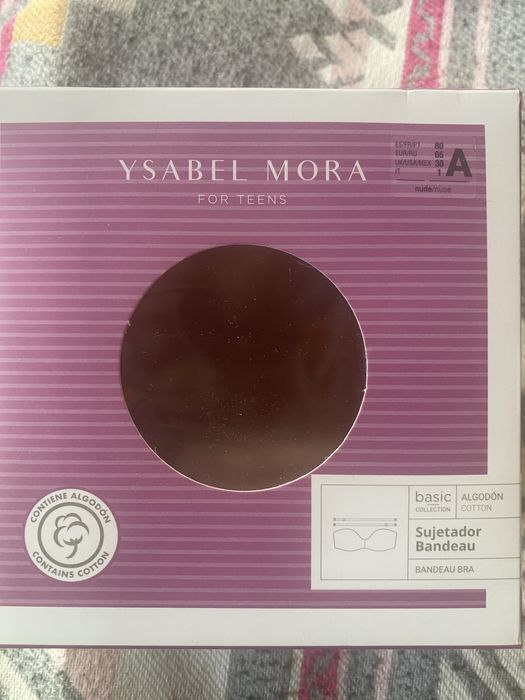 YSABEL MORA
FOR TEENS
ES/FR/PT 80
EUR/RU 65
UK/USA/MEX 30
IT 1
A
nude/nude
CONTIENE ALGODÓN
CONTAINS COTTON
basic
COLLECTION
ALGODÓN
COTTON
Sujetador
Bandeau
BANDEAU BRA